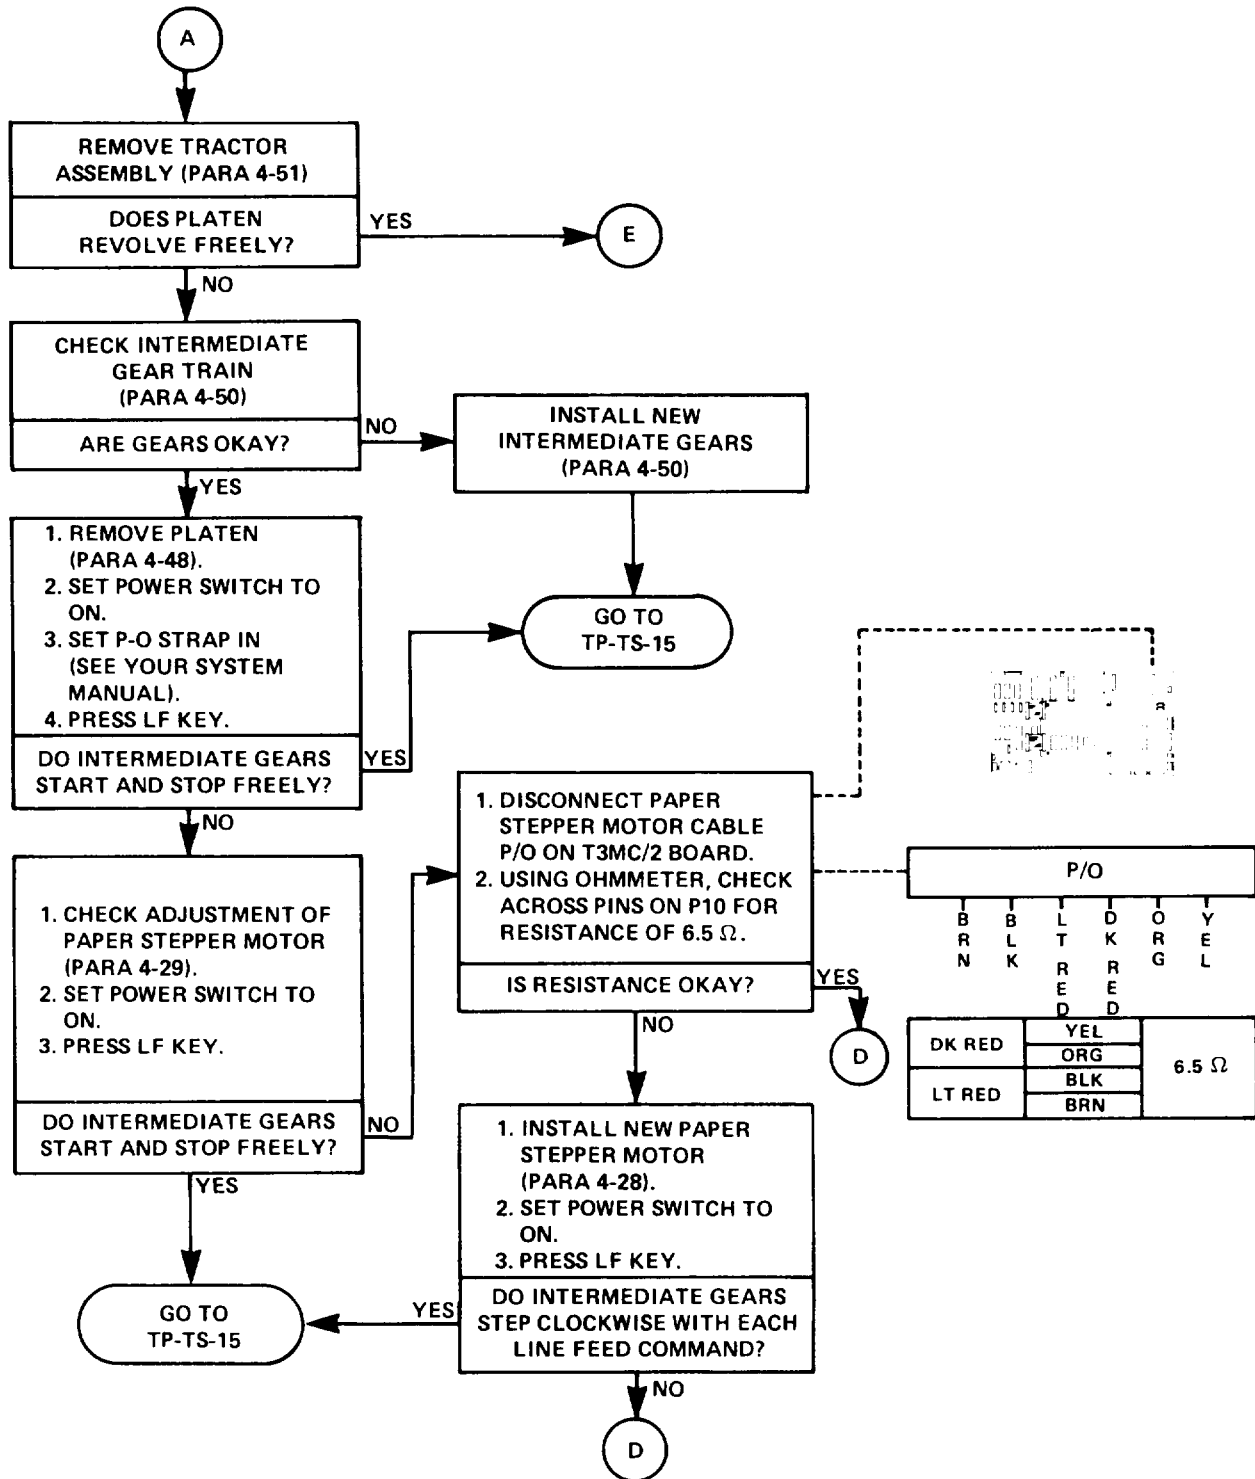 A
REMOVE TRACTOR
ASSEMBLY (PARA 4-51)
DOES PLATEN
REVOLVE FREELY?
YES
E
NO
CHECK INTERMEDIATE
GEAR TRAIN
(PARA 4-50)
ARE GEARS OKAY?
NO
INSTALL NEW
INTERMEDIATE GEARS
(PARA 4-50)
YES
1. REMOVE PLATEN
(PARA 4-48).
2. SET POWER SWITCH TO
ON.
3. SET P-O STRAP IN
(SEE YOUR SYSTEM
MANUAL).
4. PRESS LF KEY.
DO INTERMEDIATE GEARS
START AND STOP FREELY?
YES
GO TO
TP-TS-15
NO
1. CHECK ADJUSTMENT OF
PAPER STEPPER MOTOR
(PARA 4-29).
2. SET POWER SWITCH TO
ON.
3. PRESS LF KEY.
DO INTERMEDIATE GEARS
START AND STOP FREELY?
NO
YES
GO TO
TP-TS-15
1. DISCONNECT PAPER
STEPPER MOTOR CABLE
P/O ON T3MC/2 BOARD.
2. USING OHMMETER, CHECK
ACROSS PINS ON P10 FOR
RESISTANCE OF 6.5 Ω.
IS RESISTANCE OKAY?
YES
D
NO
P/O
BRN
BLK
LT RED
DK RED
ORG
YEL
DK RED
YEL
ORG
6.5 Ω
LT RED
BLK
BRN
1. INSTALL NEW PAPER
STEPPER MOTOR
(PARA 4-28).
2. SET POWER SWITCH TO
ON.
3. PRESS LF KEY.
DO INTERMEDIATE GEARS
STEP CLOCKWISE WITH EACH
LINE FEED COMMAND?
YES
NO
D